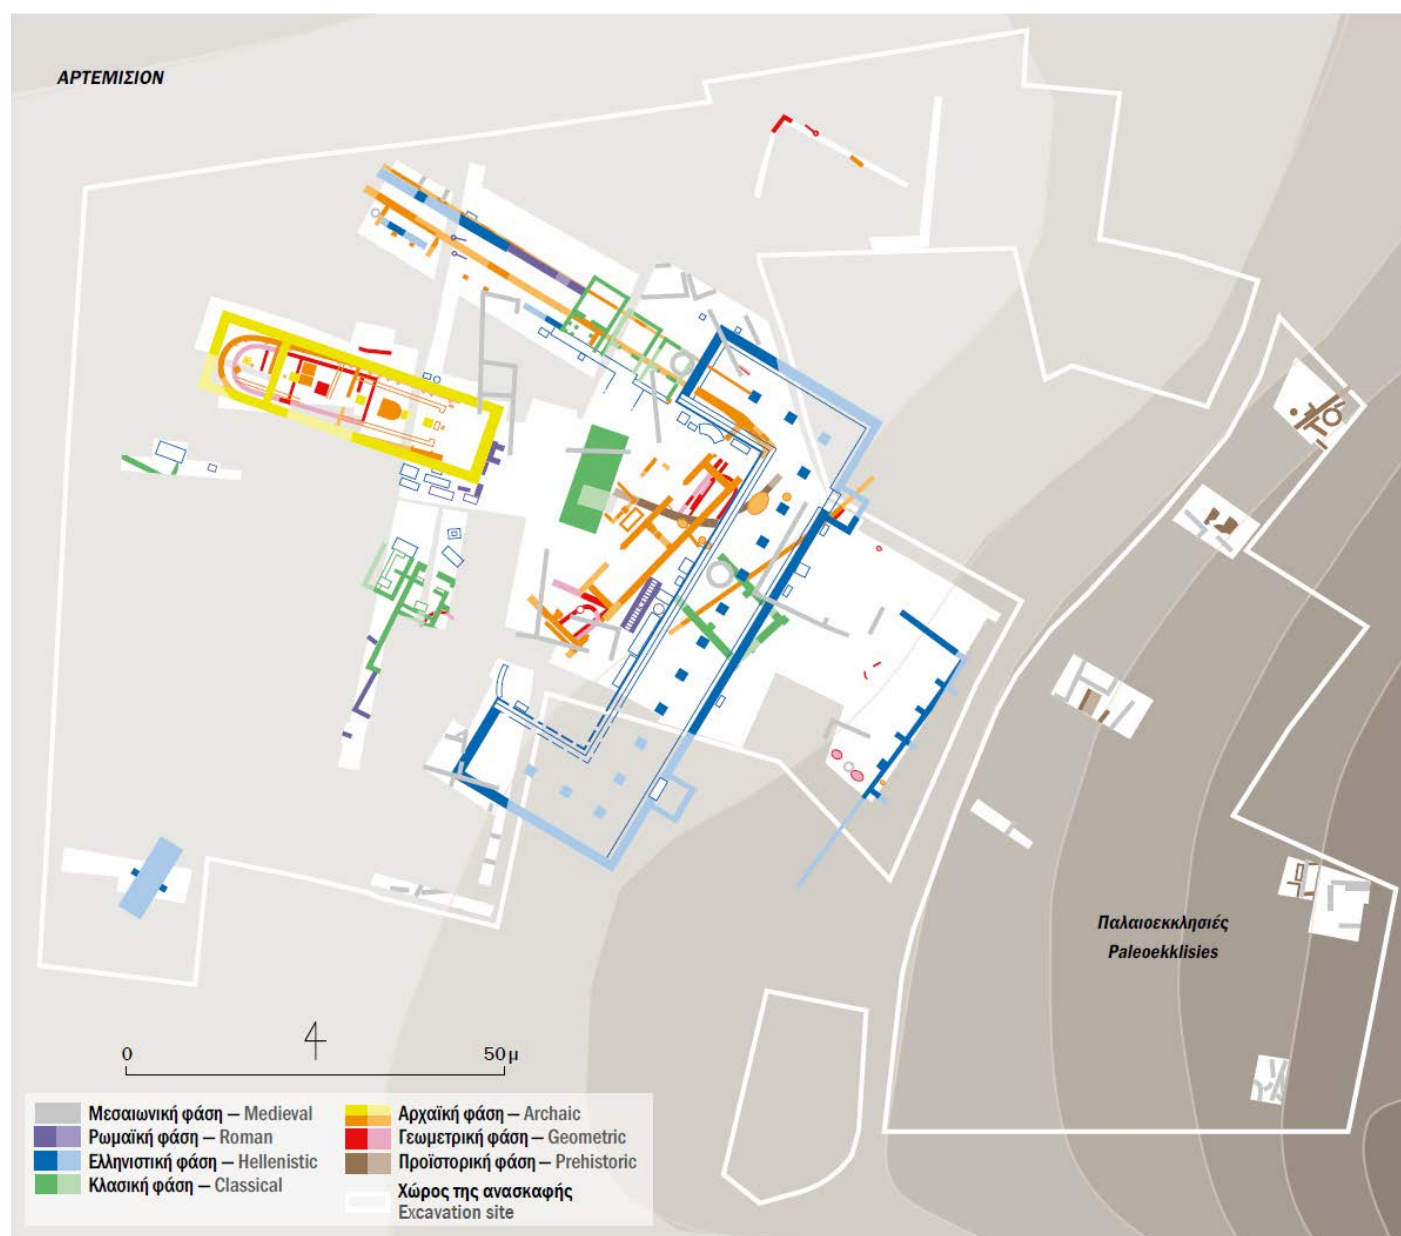 ΑΡΤΕΜΙΣΙΟΝ
Παλαιοεκκλησιές
Paleoekklisies
0 50 μ
Μεσαιωνική φάση – Medieval
Ρωμαϊκή φάση – Roman
Ελληνιστική φάση – Hellenistic
Κλασική φάση – Classical
Αρχαϊκή φάση – Archaic
Γεωμετρική φάση – Geometric
Προϊστορική φάση – Prehistoric
Χώρος της ανασκαφής
Excavation site